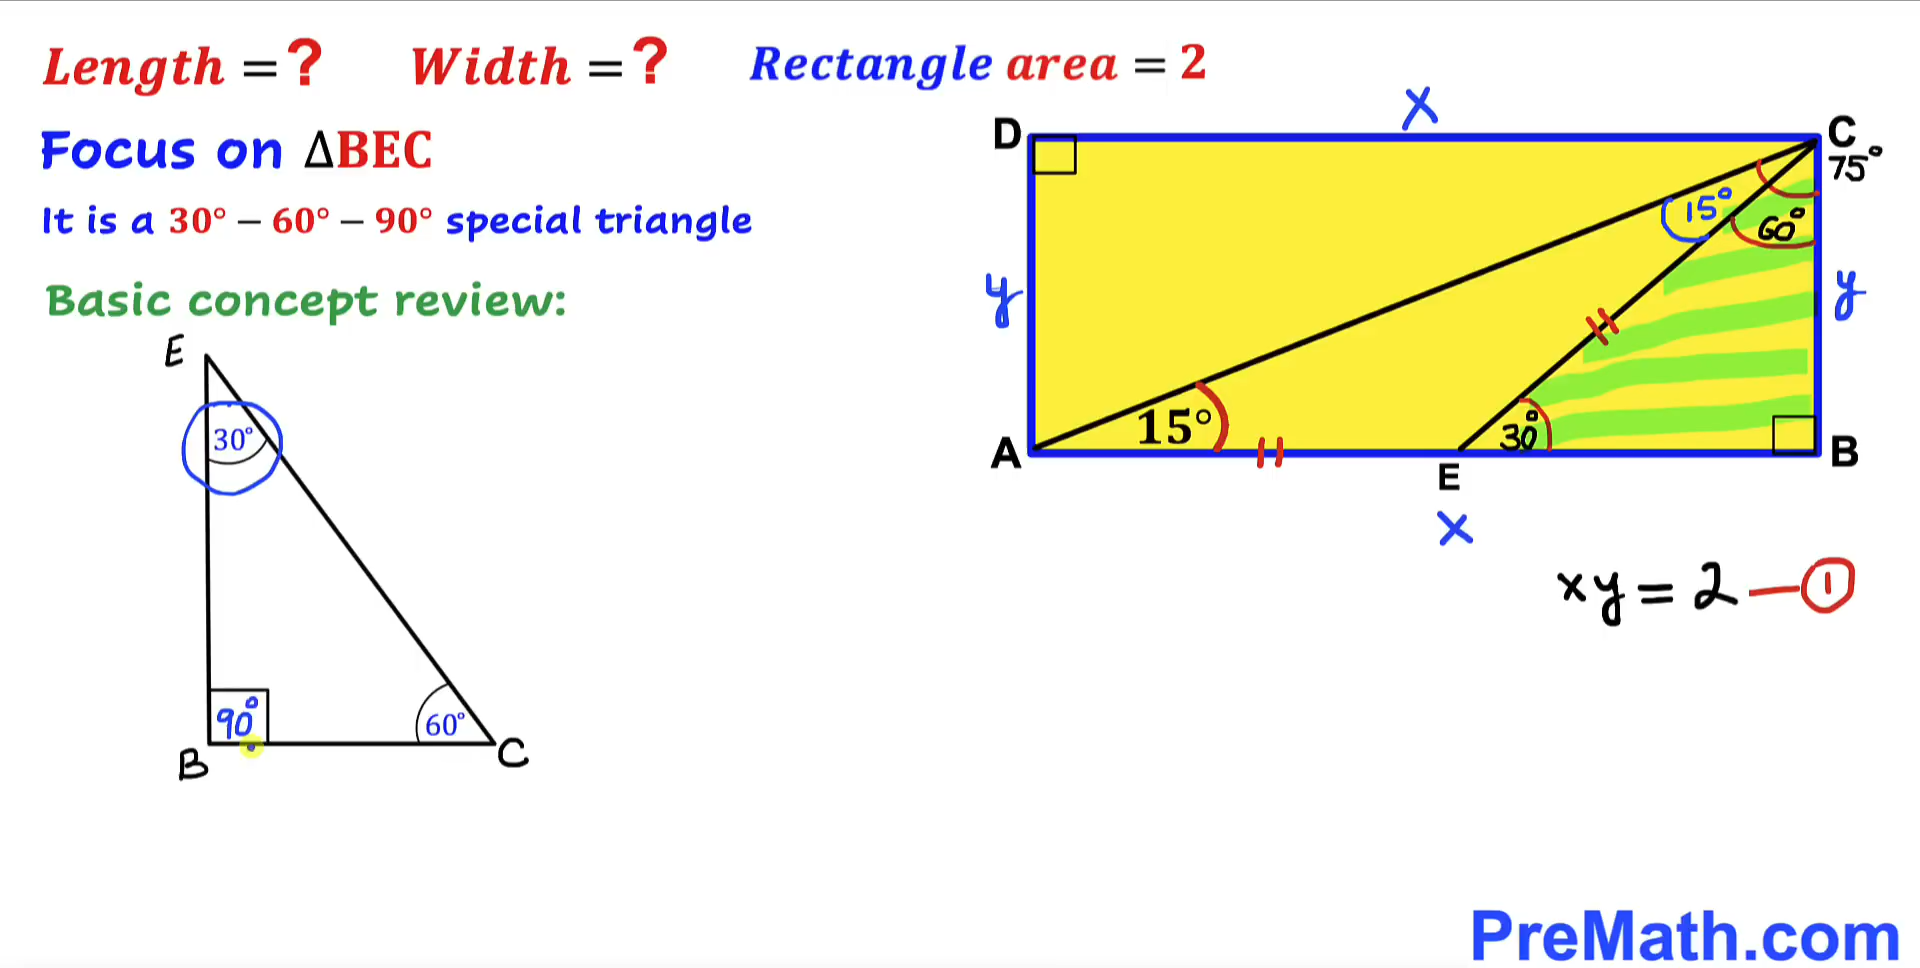 Length = ? Width = ? Rectangle area = 2
Focus on ΔBEC
It is a 30° – 60° – 90° special triangle
Basic concept review:
E
30°
90°
60°
B
C
X
D
C
75°
15°
60°
y
y
15°
30°
A
B
E
X
xy = 2 — ①
PreMath.com